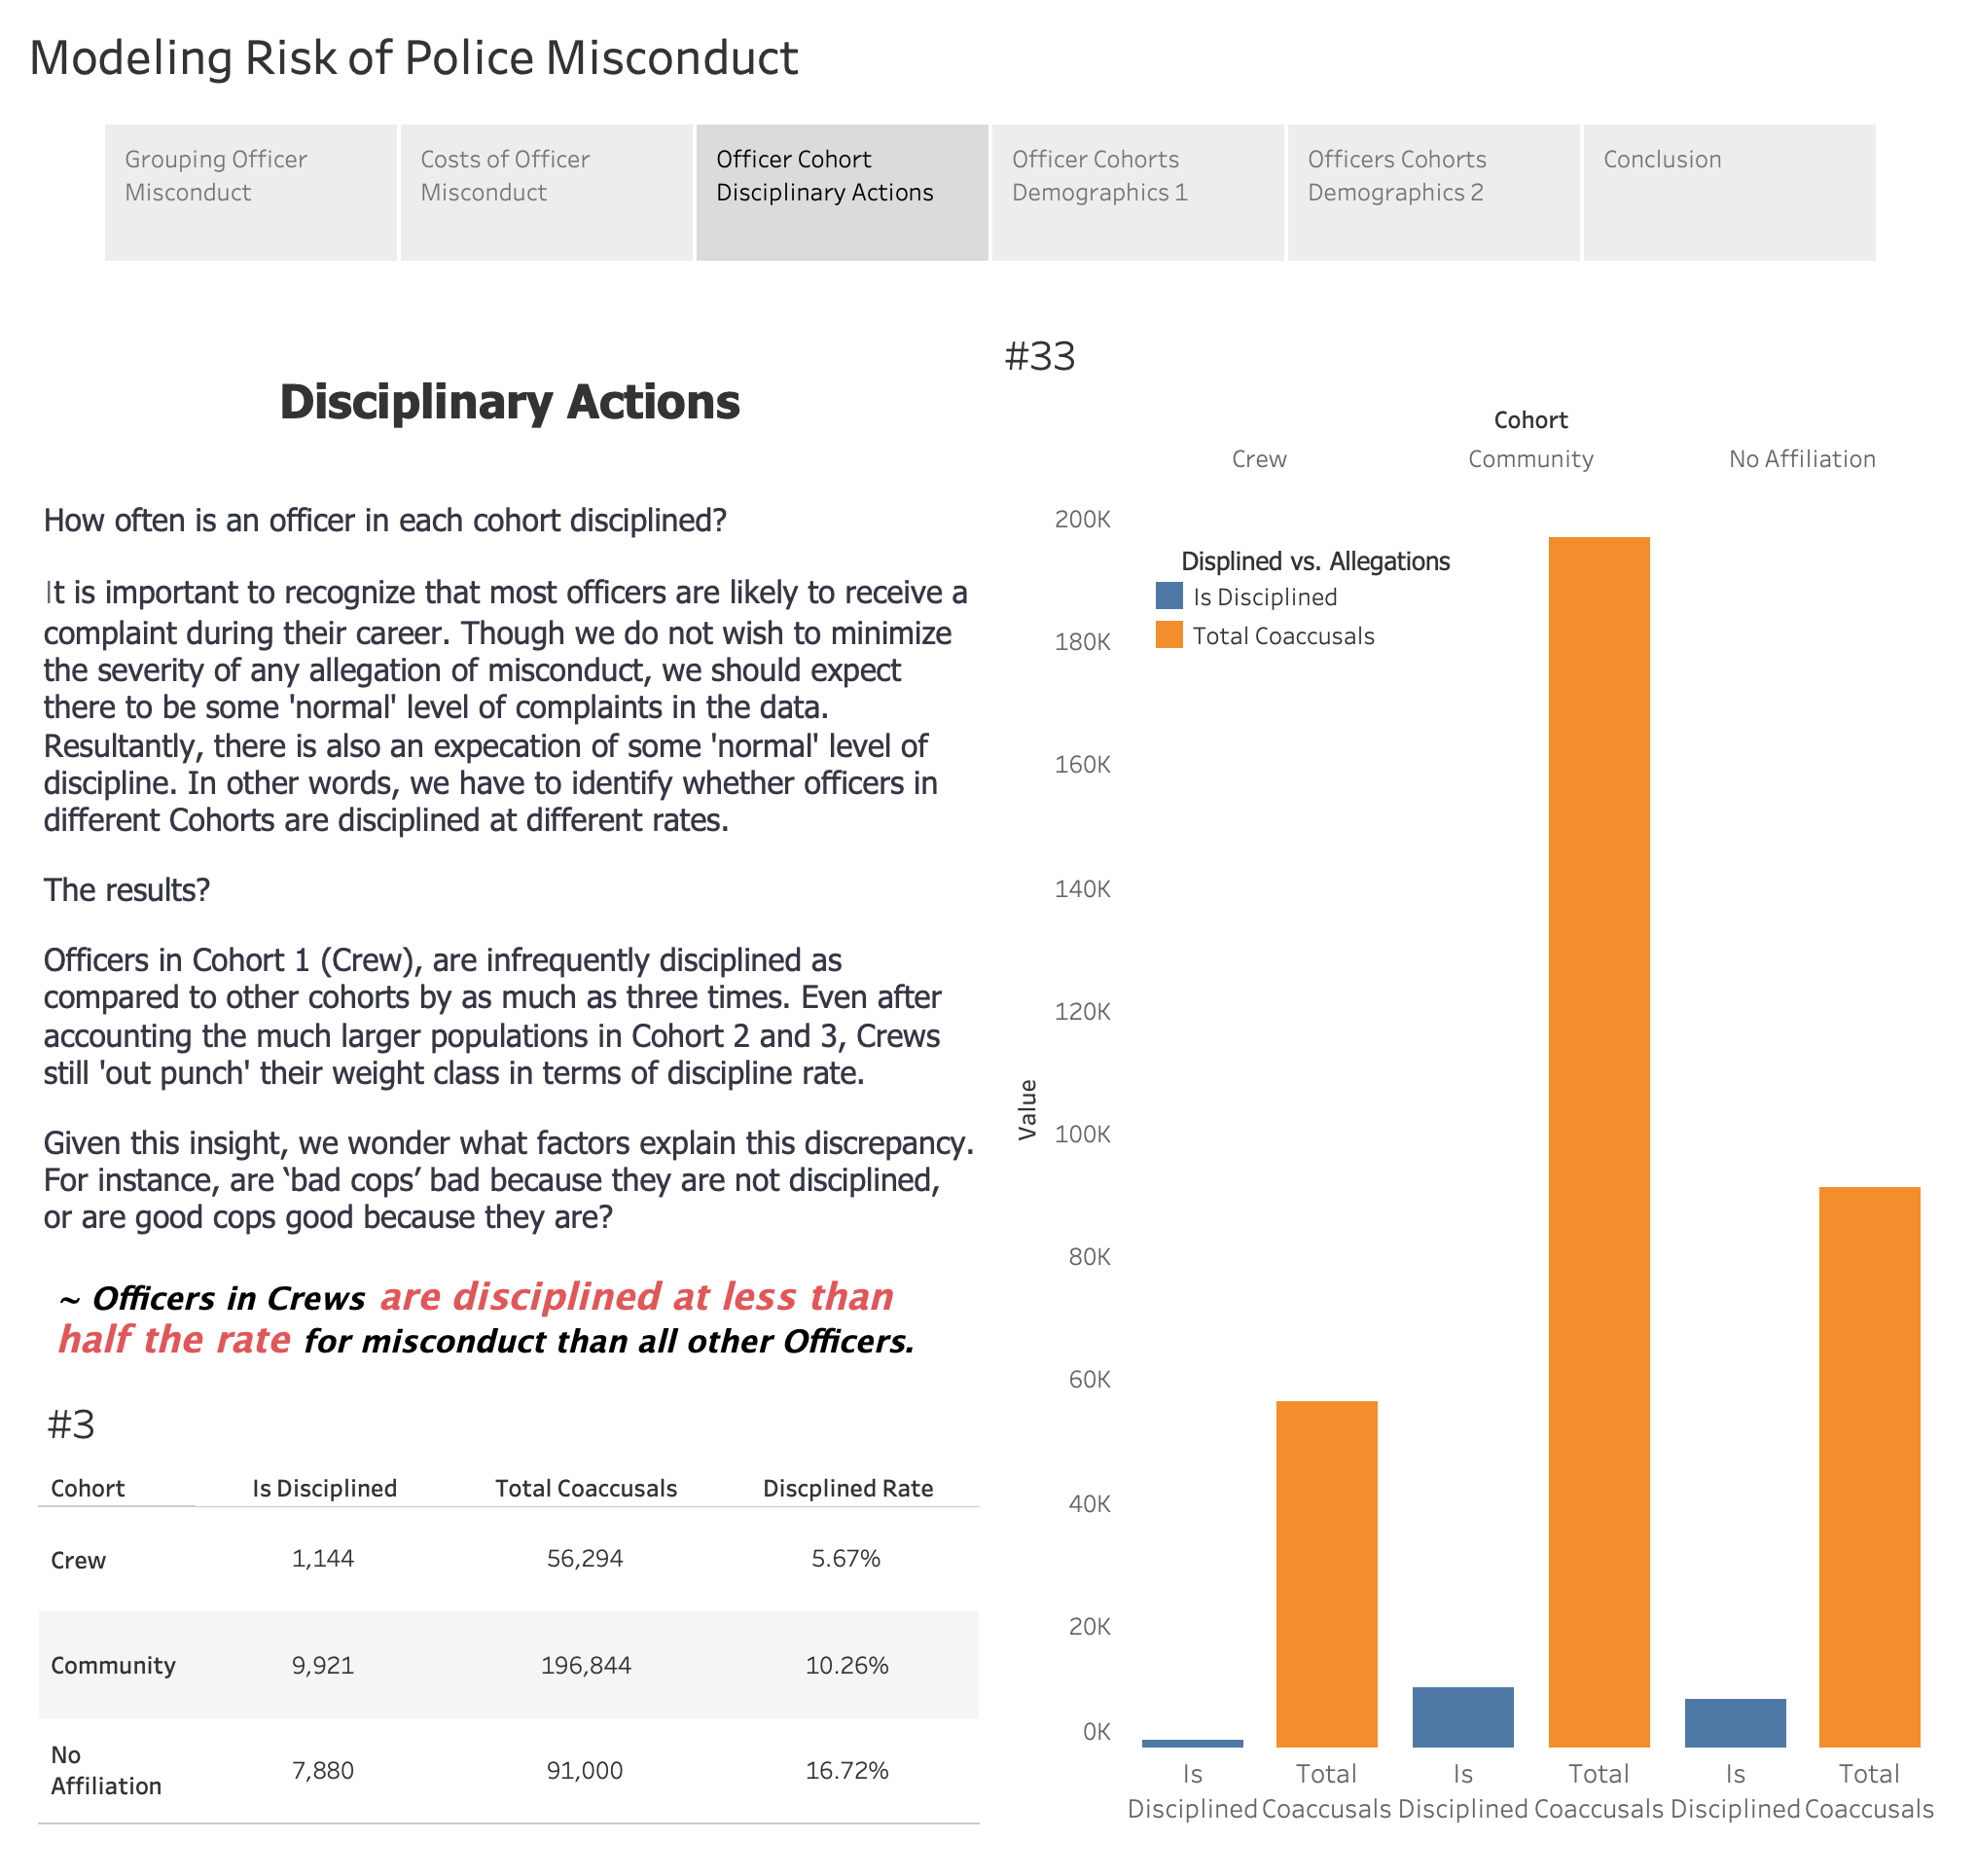 Modeling Risk of Police Misconduct
Grouping Officer
Misconduct
Costs of Officer
Misconduct
Officer Cohort
Disciplinary Actions
Officer Cohorts
Demographics 1
Officers Cohorts
Demographics 2
Conclusion
Disciplinary Actions
How often is an officer in each cohort disciplined?
It is important to recognize that most officers are likely to receive a
complaint during their career. Though we do not wish to minimize
the severity of any allegation of misconduct, we should expect
there to be some 'normal' level of complaints in the data.
Resultantly, there is also an expecation of some 'normal' level of
discipline. In other words, we have to identify whether officers in
different Cohorts are disciplined at different rates.
The results?
Officers in Cohort 1 (Crew), are infrequently disciplined as
compared to other cohorts by as much as three times. Even after
accounting the much larger populations in Cohort 2 and 3, Crews
still 'out punch' their weight class in terms of discipline rate.
Given this insight, we wonder what factors explain this discrepancy.
For instance, are ‘bad cops’ bad because they are not disciplined,
or are good cops good because they are?
~ Officers in Crews are disciplined at less than
half the rate for misconduct than all other Officers.
#3
Cohort Is Disciplined Total Coaccusals Discplined Rate
Crew 1,144 56,294 5.67%
Community 9,921 196,844 10.26%
No
Affiliation 7,880 91,000 16.72%
#33
Cohort
Crew Community No Affiliation
Displined vs. Allegations
Is Disciplined
Total Coaccusals
Value
200K
180K
160K
140K
120K
100K
80K
60K
40K
20K
0K
Is Total Is Total Is Total
Disciplined Coaccusals Disciplined Coaccusals Disciplined Coaccusals